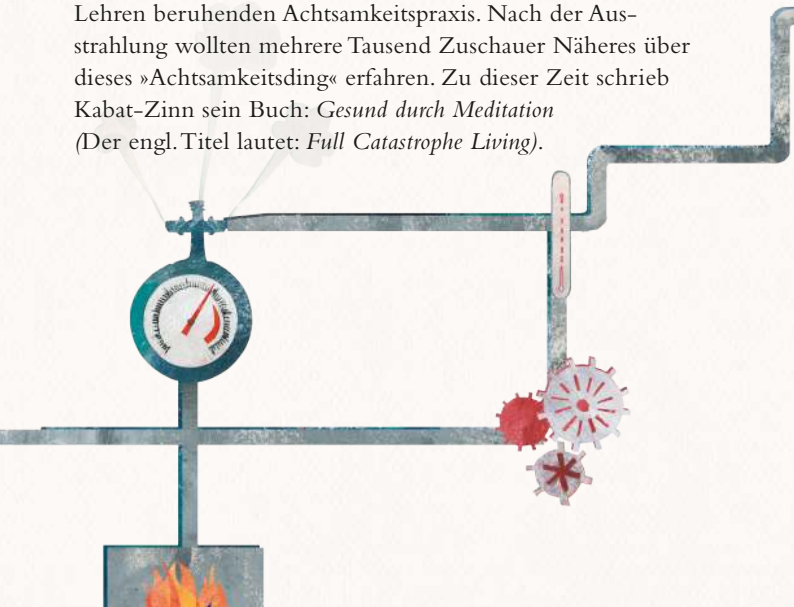 Lehren beruhenden Achtsamkeitspraxis. Nach der Aus-
strahlung wollten mehrere Tausend Zuschauer Näheres über
dieses »Achtsamkeitsding« erfahren. Zu dieser Zeit schrieb
Kabat-Zinn sein Buch: Gesund durch Meditation
(Der engl. Titel lautet: Full Catastrophe Living).